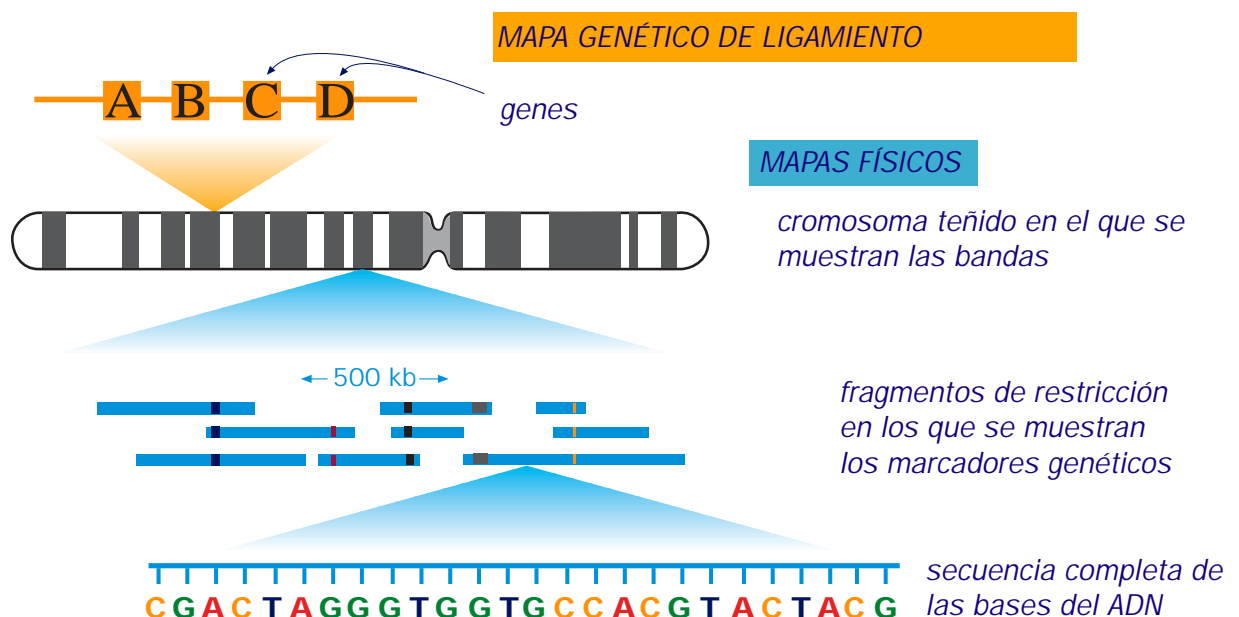 MAPA GENÉTICO DE LIGAMIENTO
A B C D
genes
MAPAS FÍSICOS
cromosoma teñido en el que se
muestran las bandas
500 kb
fragmentos de restricción
en los que se muestran
los marcadores genéticos
secuencia completa de
las bases del ADN
C G A C T A G G G T G G T G C C A C G T A C T A C G